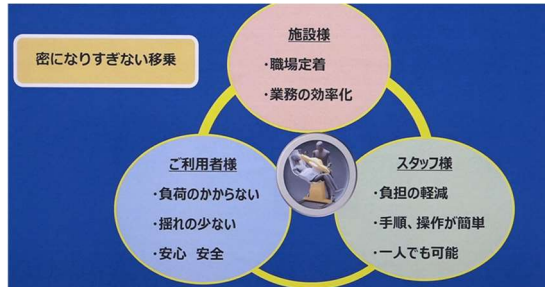 密になりすぎない移乗
施設様
・職場定着
・業務の効率化
ご利用者様
・負荷のかからない
・揺れの少ない
・安心 安全
スタッフ様
・負担の軽減
・手順、操作が簡単
・一人でも可能